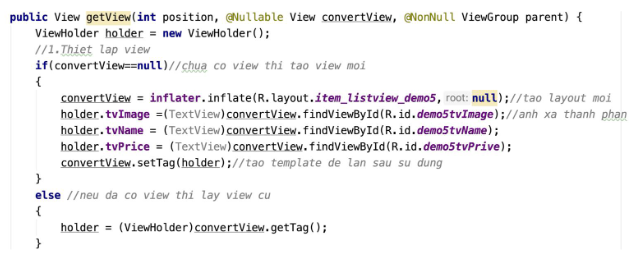 public View getView(int position, @Nullable View convertView, @NonNull ViewGroup parent) {
ViewHolder holder = new ViewHolder();
//1.Thiet lap view
if(convertView==null)//chua co view thi tao view moi
{
convertView = inflater.inflate(R.layout.item_listview_demo5, root: null);//tao layout moi
holder.tvImage =(TextView)convertView.findViewById(R.id.demo5tvImage);//anh xa thanh phan
holder.tvName = (TextView)convertView.findViewById(R.id.demo5tvName);
holder.tvPrice = (TextView)convertView.findViewById(R.id.demo5tvPrive);
convertView.setTag(holder);//tao template de lan sau su dung
}
else //neu da co view thi lay view cu
{
holder = (ViewHolder)convertView.getTag();
}